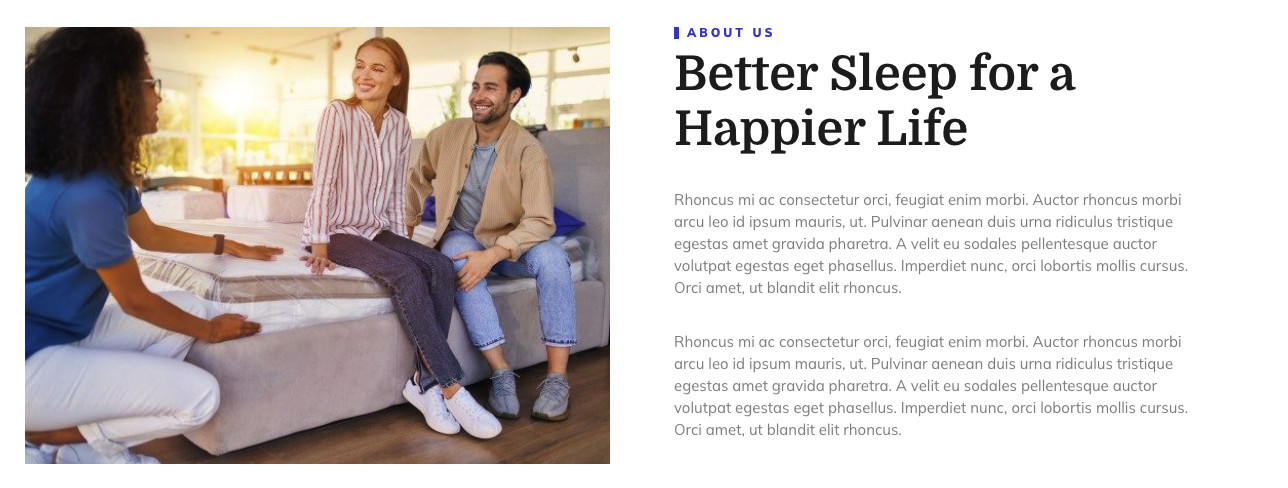 ABOUT US
Better Sleep for a
Happier Life
Rhoncus mi ac consectetur orci, feugiat enim morbi. Auctor rhoncus morbi
arcu leo id ipsum mauris, ut. Pulvinar aenean duis urna ridiculus tristique
egestas amet gravida pharetra. A velit eu sodales pellentesque auctor
volutpat egestas eget phasellus. Imperdiet nunc, orci lobortis mollis cursus.
Orci amet, ut blandit elit rhoncus.
Rhoncus mi ac consectetur orci, feugiat enim morbi. Auctor rhoncus morbi
arcu leo id ipsum mauris, ut. Pulvinar aenean duis urna ridiculus tristique
egestas amet gravida pharetra. A velit eu sodales pellentesque auctor
volutpat egestas eget phasellus. Imperdiet nunc, orci lobortis mollis cursus.
Orci amet, ut blandit elit rhoncus.